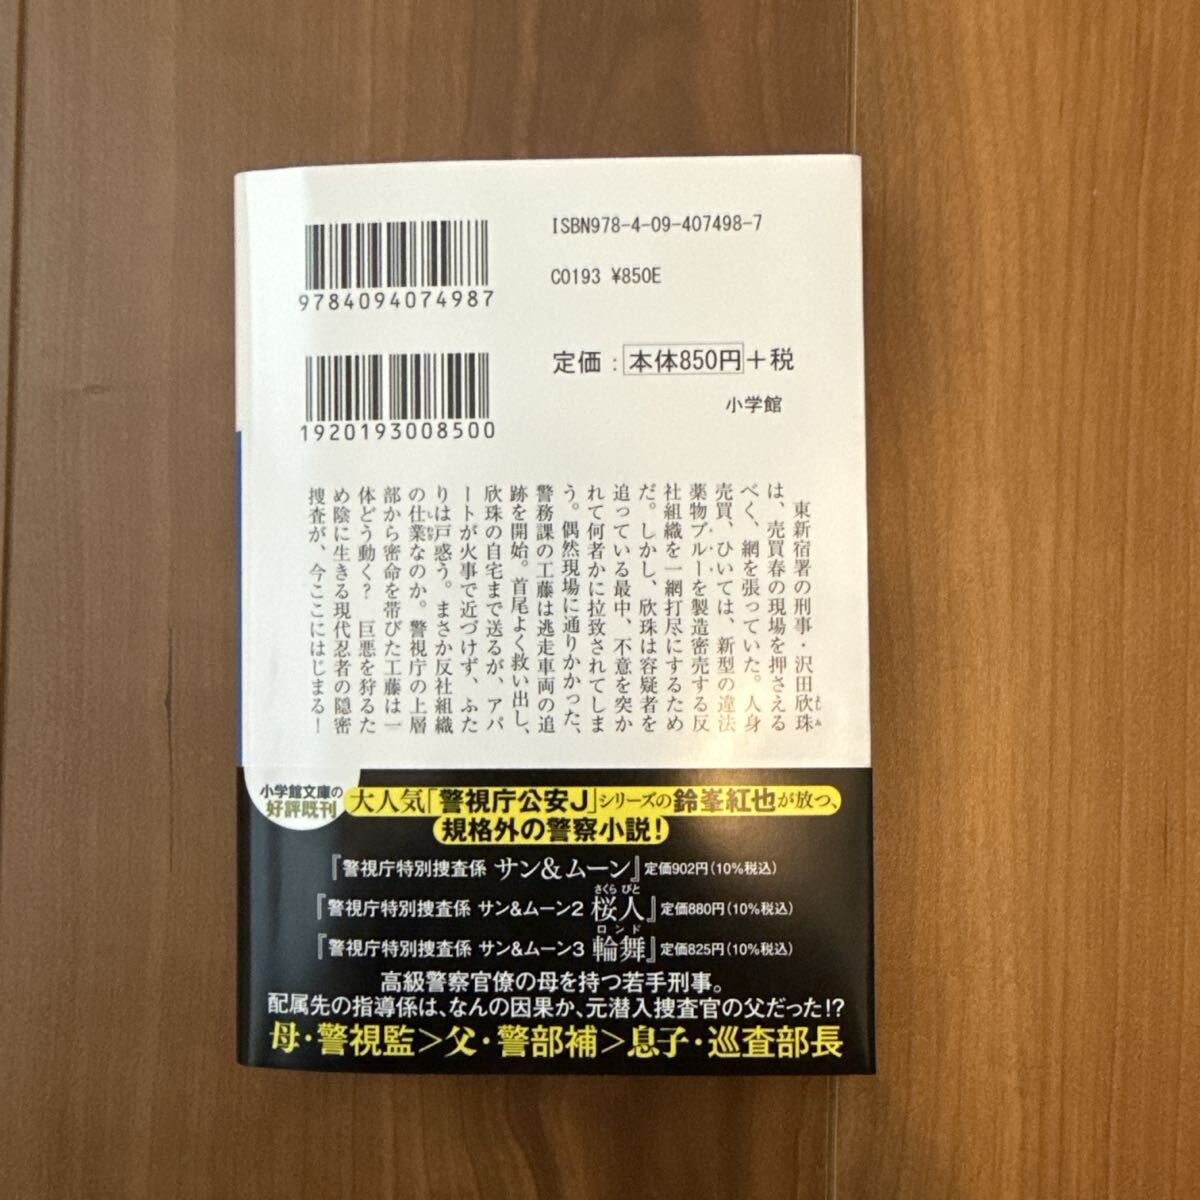 ISBN978-4-09-407498-7
C0193 ¥850E
9784094074987
定価：本体850円＋税
小学館
1920193008500
東新宿署の刑事・沢田欣珠
は、売買春の現場を押さえる
べく、網を張っていた。人身
売買、ひいては、新型の違法
薬物ブルーを製造密売する反
社組織を一網打尽にするため
だ。しかし、欣珠は容疑者を
追っている最中、不意を突か
れて何者かに拉致されてしま
う。偶然現場に通りかかった、
警務課の工藤は逃走車両の追
跡を開始。首尾よく救い出し、
欣珠の自宅まで送るが、アパ
ートが火事で近づけず、ふた
りは戸惑う。まさか反社組織
の仕業なのか。警視庁の上層
しわざ
部から密命を帯びた工藤は一
体どう動く？　巨悪を狩るた
め陰に生きる現代忍者の隠密
捜査が、今ここにはじまる！
小学館文庫の
好評既刊
大人気「警視庁公安J」シリーズの鈴峯紅也が放つ、
規格外の警察小説！
『警視庁特別捜査係 サン&ムーン』定価902円(10%税込)
さくら びと
『警視庁特別捜査係 サン&ムーン2 桜人』定価880円(10%税込)
ロンド
『警視庁特別捜査係 サン&ムーン3 輪舞』定価825円(10%税込)
高級警察官僚の母を持つ若手刑事。
配属先の指導係は、なんの因果か、元潜入捜査官の父だった!?
母・警視監＞父・警部補＞息子・巡査部長